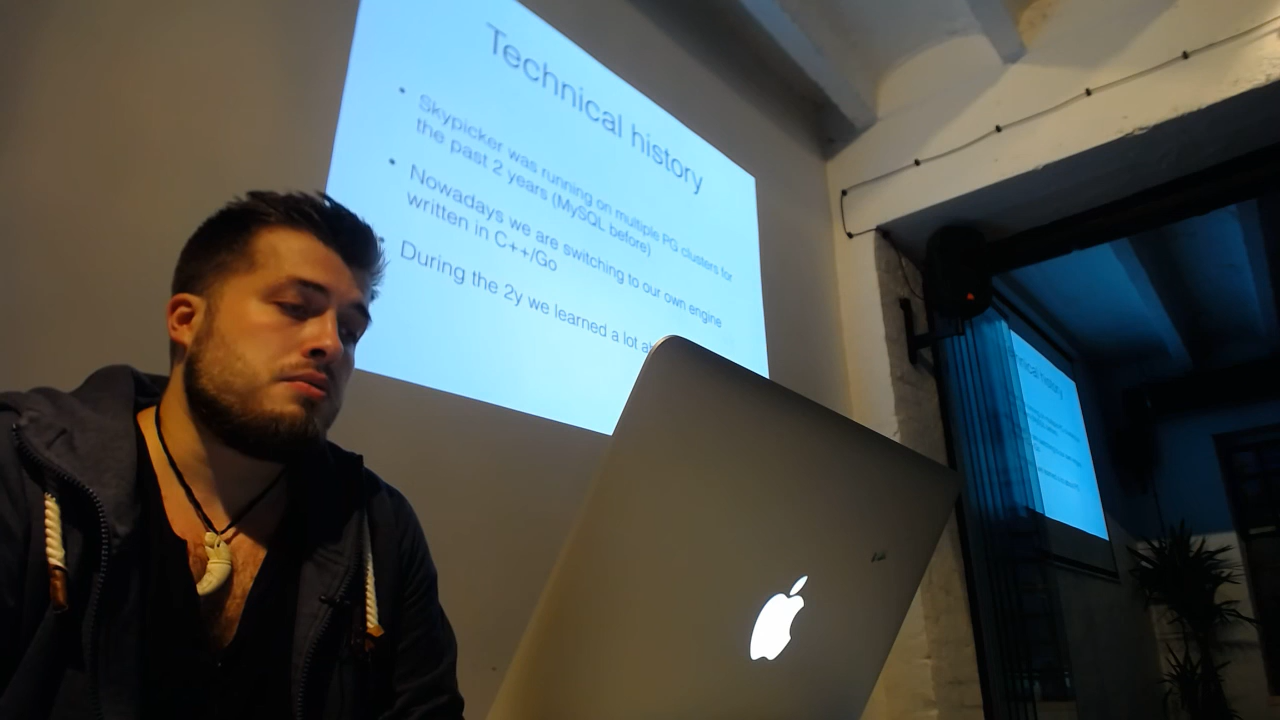 Technical history
• Skypicker was running on multiple PG clusters for
the past 2 years (MySQL before)
• Nowadays we are switching to our own engine
written in C++/Go
During the 2y we learned a lot